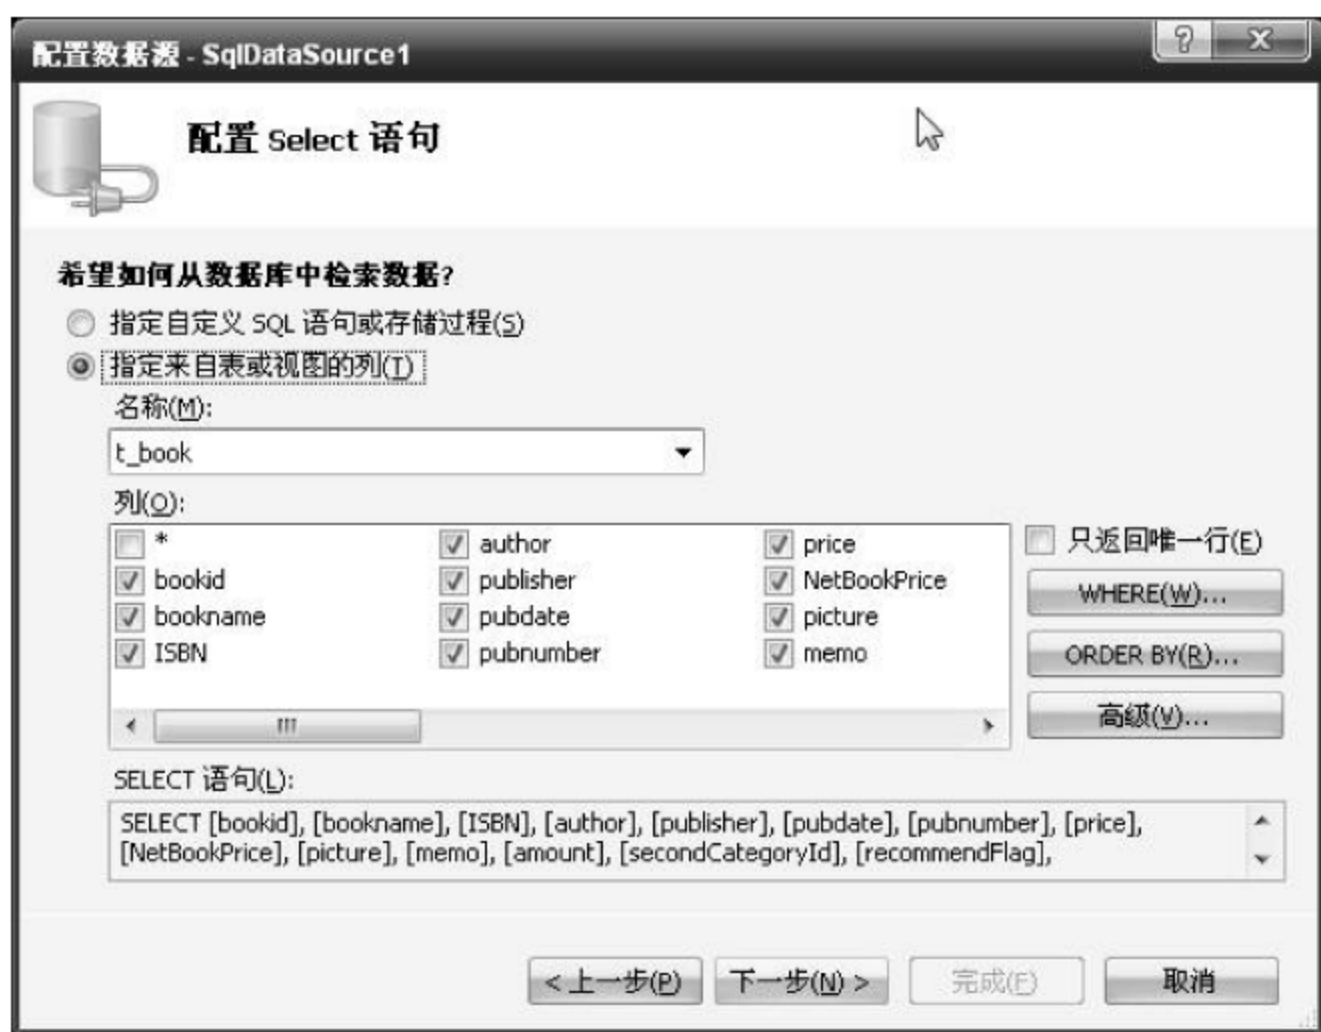 配置数据源 - SqlDataSource1
配置 Select 语句
希望如何从数据库中检索数据?
指定自定义 SQL 语句或存储过程(S)
指定来自表或视图的列(T)
名称(M):
t_book
列(O):
* author price 只返回唯一行(E)
bookid publisher NetBookPrice WHERE(W)...
bookname pubdate picture
ISBN pubnumber memo ORDER BY(R)...
高级(V)...
SELECT 语句(L):
SELECT [bookid], [bookname], [ISBN], [author], [publisher], [pubdate], [pubnumber], [price],
[NetBookPrice], [picture], [memo], [amount], [secondCategoryId], [recommendFlag],
< 上一步(P) 下一步(N) > 完成(F) 取消